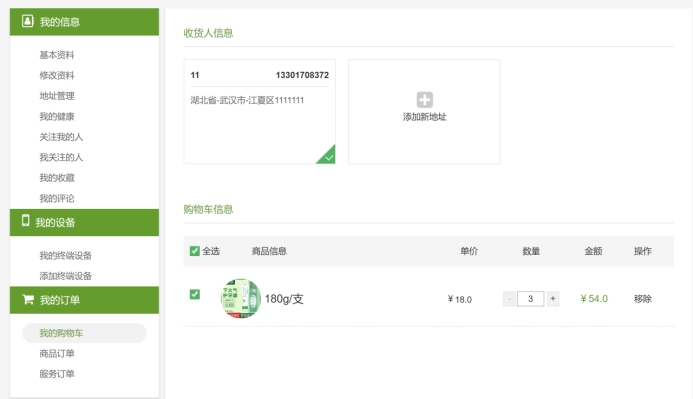 我的信息
基本资料
修改资料
地址管理
我的健康
关注我的人
我关注的人
我的收藏
我的评论
我的设备
我的终端设备
添加终端设备
我的订单
我的购物车
商品订单
服务订单
收货人信息
11 13301708372
湖北省-武汉市-江夏区1111111
添加新地址
购物车信息
全选 商品信息 单价 数量 金额 操作
180g/支 ¥ 18.0 - 3 + ¥ 54.0 移除